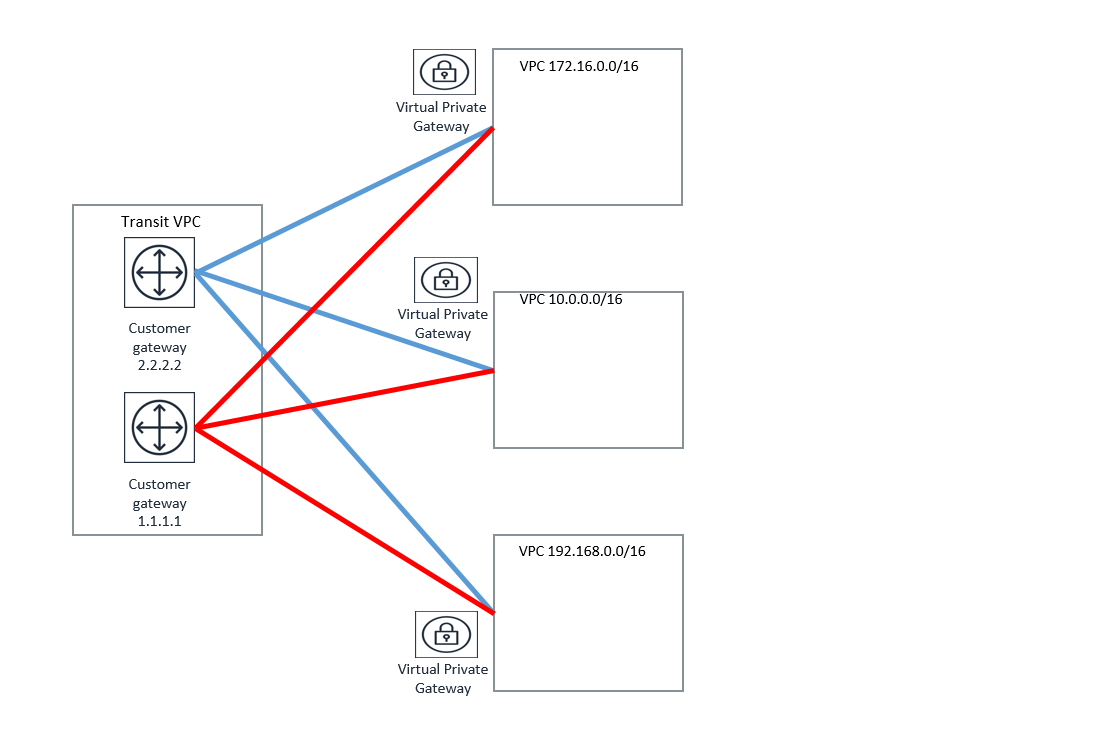 VPC 172.16.0.0/16
Virtual Private
Gateway
Transit VPC
Customer
gateway
2.2.2.2
Customer
gateway
1.1.1.1
VPC 10.0.0.0/16
Virtual Private
Gateway
VPC 192.168.0.0/16
Virtual Private
Gateway